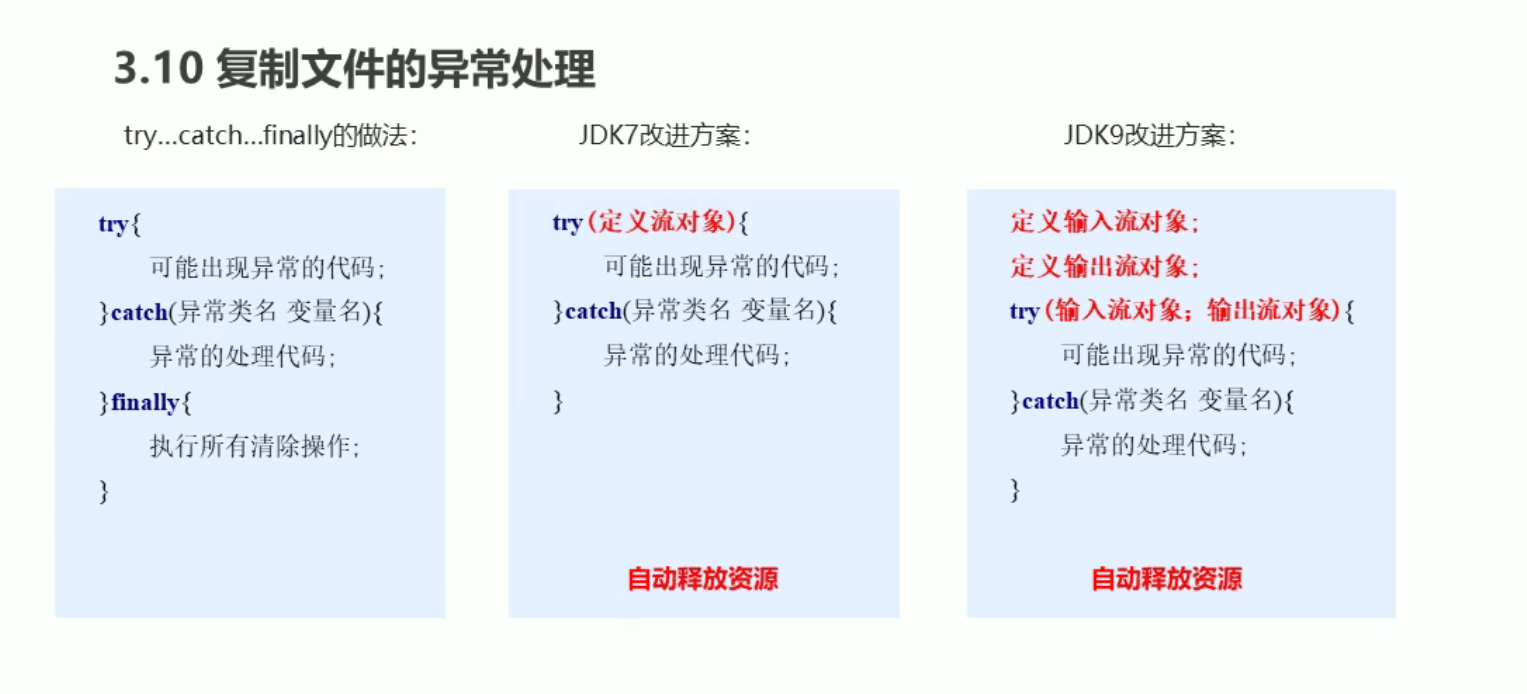 3.10 复制文件的异常处理
try...catch...finally的做法：
try{
可能出现异常的代码;
}catch(异常类名 变量名){
异常的处理代码;
}finally{
执行所有清除操作;
}
JDK7改进方案：
try(定义流对象){
可能出现异常的代码;
}catch(异常类名 变量名){
异常的处理代码;
}
自动释放资源
JDK9改进方案：
定义输入流对象;
定义输出流对象;
try(输入流对象；输出流对象){
可能出现异常的代码;
}catch(异常类名 变量名){
异常的处理代码;
}
自动释放资源